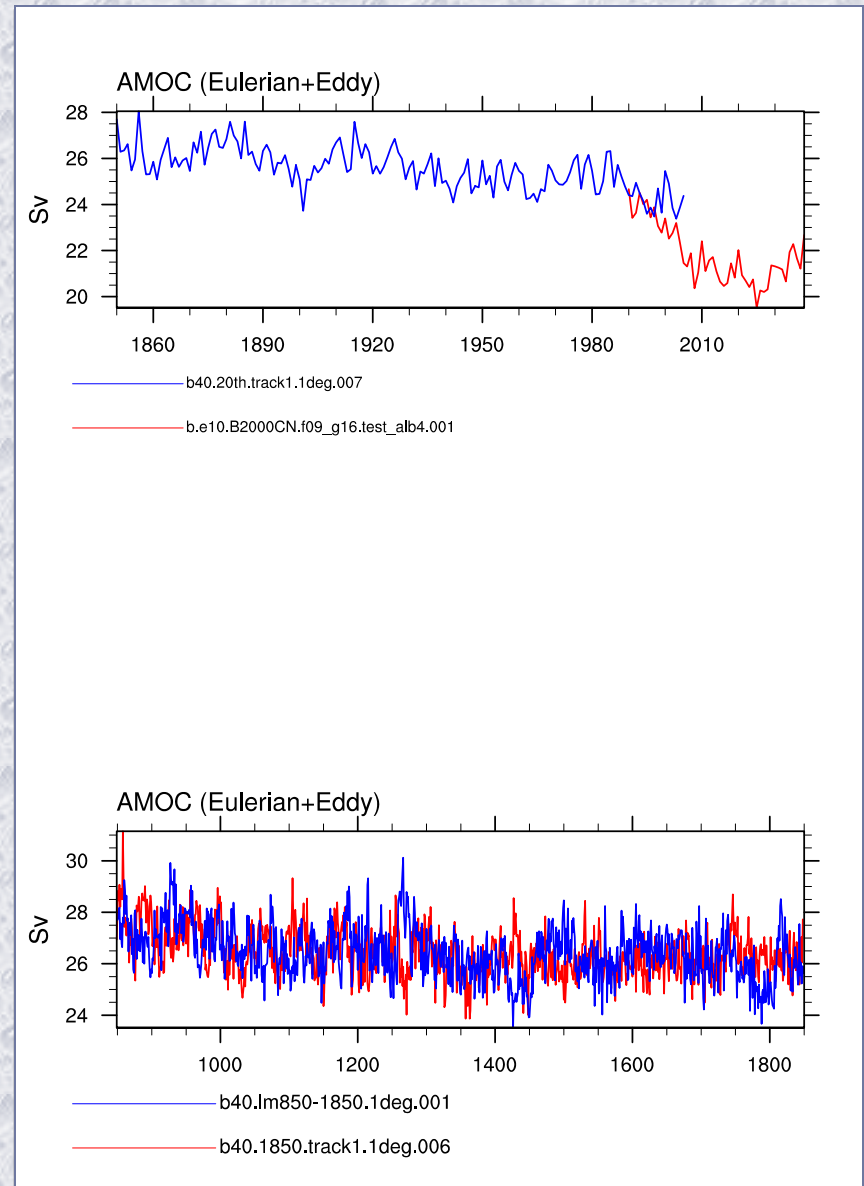 AMOC (Eulerian+Eddy)
28
26
24
22
20
Sv
1860 1890 1920 1950 1980 2010
b40.20th.track1.1deg.007
b.e10.B2000CN.f09_g16.test_alb4.001
AMOC (Eulerian+Eddy)
30
28
26
24
Sv
1000 1200 1400 1600 1800
b40.lm850-1850.1deg.001
b40.1850.track1.1deg.006